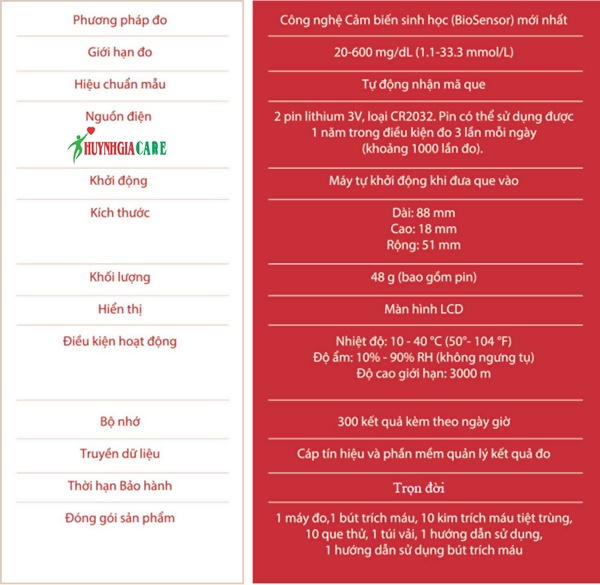 Phương pháp đo
Công nghệ Cảm biến sinh học (BioSensor) mới nhất
Giới hạn đo
20-600 mg/dL (1.1-33.3 mmol/L)
Hiệu chuẩn mẫu
Tự động nhận mã que
Nguồn điện
2 pin lithium 3V, loại CR2032. Pin có thể sử dụng được
1 năm trong điều kiện đo 3 lần mỗi ngày
(khoảng 1000 lần đo).
HUYNHGIACARE
Khởi động
Máy tự khởi động khi đưa que vào
Kích thước
Dài: 88 mm
Cao: 18 mm
Rộng: 51 mm
Khối lượng
48 g (bao gồm pin)
Hiển thị
Màn hình LCD
Điều kiện hoạt động
Nhiệt độ: 10 - 40 °C (50°- 104 °F)
Độ ẩm: 10% - 90% RH (không ngưng tụ)
Độ cao giới hạn: 3000 m
Bộ nhớ
300 kết quả kèm theo ngày giờ
Truyền dữ liệu
Cáp tín hiệu và phần mềm quản lý kết quả đo
Thời hạn Bảo hành
Trọn đời
Đóng gói sản phẩm
1 máy đo,1 bút trích máu, 10 kim trích máu tiệt trùng,
10 que thử, 1 túi vải, 1 hướng dẫn sử dụng,
1 hướng dẫn sử dụng bút trích máu